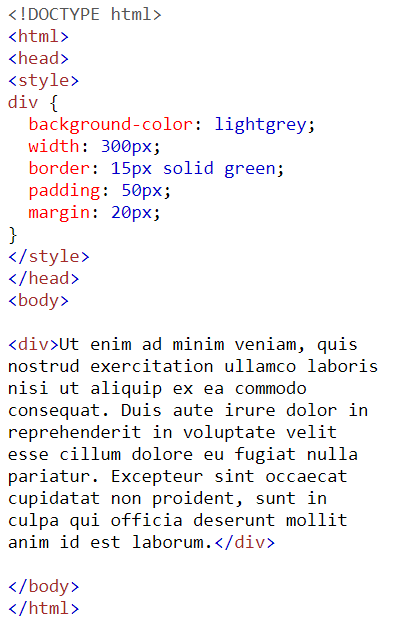 <!DOCTYPE html>
<html>
<head>
<style>
div {
  background-color: lightgrey;
  width: 300px;
  border: 15px solid green;
  padding: 50px;
  margin: 20px;
}
</style>
</head>
<body>

<div>Ut enim ad minim veniam, quis
nostrud exercitation ullamco laboris
nisi ut aliquip ex ea commodo
consequat. Duis aute irure dolor in
reprehenderit in voluptate velit
esse cillum dolore eu fugiat nulla
pariatur. Excepteur sint occaecat
cupidatat non proident, sunt in
culpa qui officia deserunt mollit
anim id est laborum.</div>

</body>
</html>